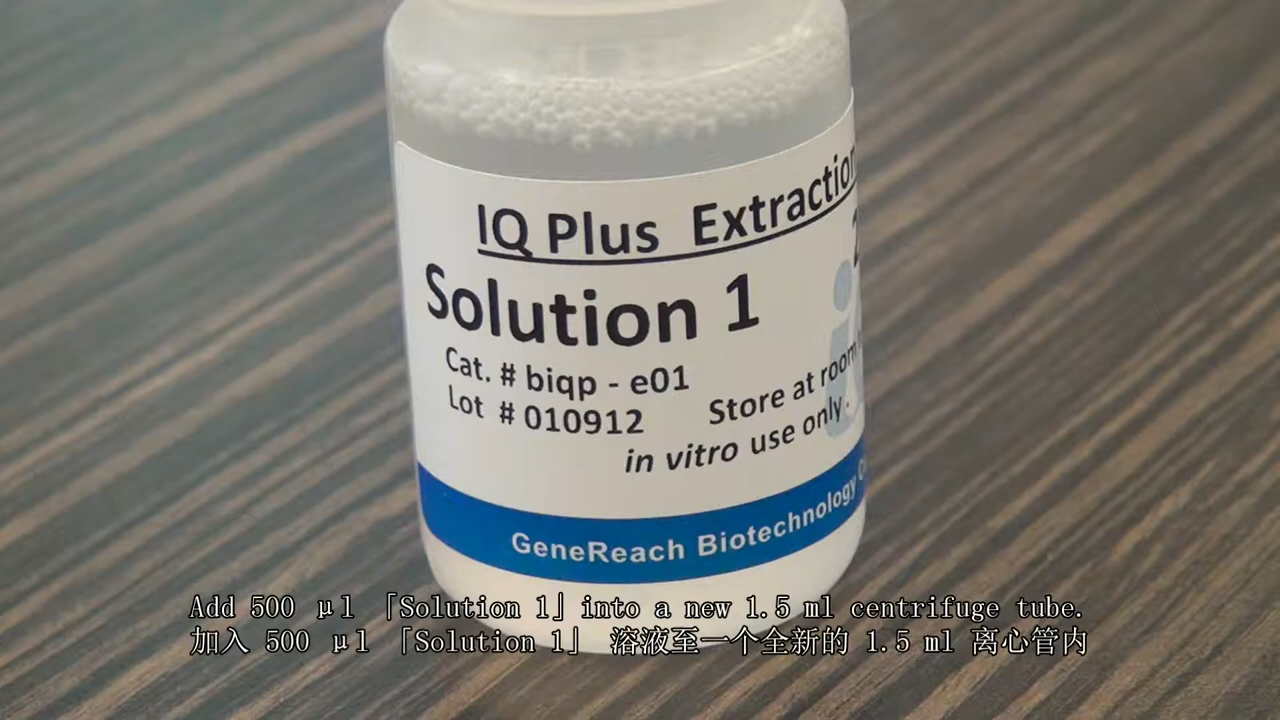 IQ Plus Extraction
Solution 1
Cat. # biqp - e01
Lot # 010912
Store at room
in vitro use only.
GeneReach Biotechnology
Add 500 μl 「Solution 1」into a new 1.5 ml centrifuge tube.
加入 500 μl 「Solution 1」 溶液至一个全新的 1.5 ml 离心管内